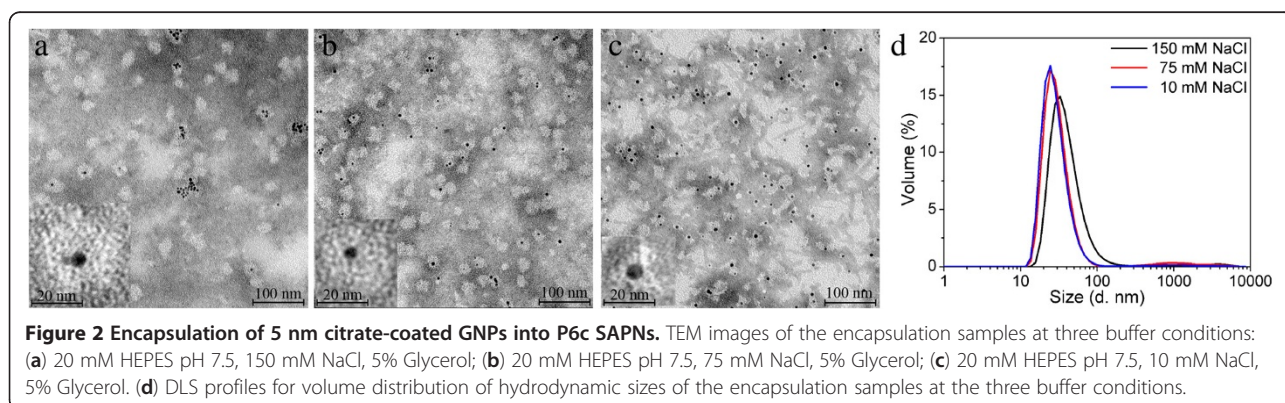 a
b
c
d
20 nm
100 nm
20 nm
100 nm
20 nm
100 nm
20
15
10
5
0
Volume (%)
150 mM NaCl
75 mM NaCl
10 mM NaCl
1
10
100
1000
10000
Size (d. nm)
Figure 2 Encapsulation of 5 nm citrate-coated GNPs into P6c SAPNs. TEM images of the encapsulation samples at three buffer conditions:
(a) 20 mM HEPES pH 7.5, 150 mM NaCl, 5% Glycerol; (b) 20 mM HEPES pH 7.5, 75 mM NaCl, 5% Glycerol; (c) 20 mM HEPES pH 7.5, 10 mM NaCl,
5% Glycerol. (d) DLS profiles for volume distribution of hydrodynamic sizes of the encapsulation samples at the three buffer conditions.